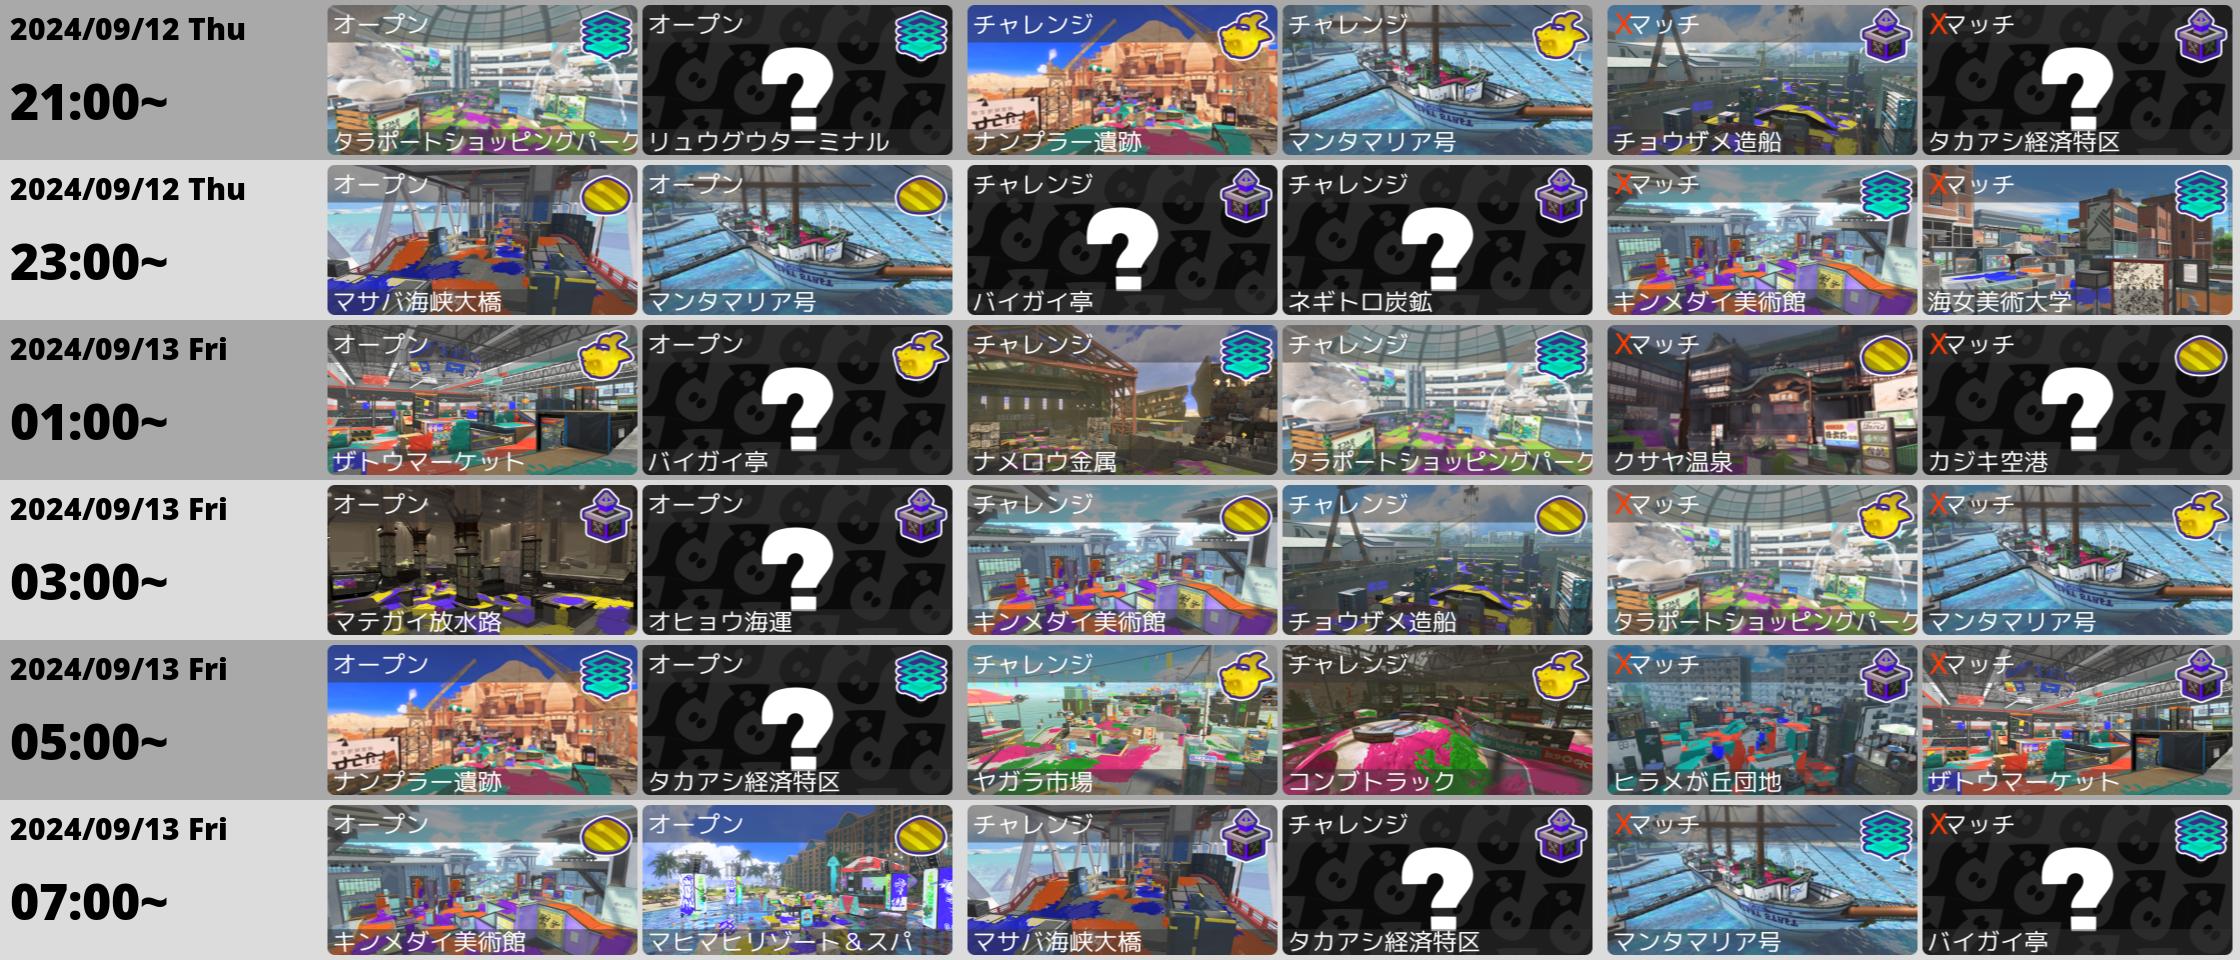 2024/09/12 Thu
21:00~
オープン
タラポートショッピングパーク
オープン
リュウグウターミナル
チャレンジ
ナンプラー遺跡
チャレンジ
マンタマリア号
Xマッチ
チョウザメ造船
Xマッチ
タカアシ経済特区
2024/09/12 Thu
23:00~
オープン
マサバ海峡大橋
オープン
マンタマリア号
チャレンジ
バイガイ亭
チャレンジ
ネギトロ炭鉱
Xマッチ
キンメダイ美術館
Xマッチ
海女美術大学
2024/09/13 Fri
01:00~
オープン
ザトウマーケット
オープン
バイガイ亭
チャレンジ
ナメロウ金属
チャレンジ
タラポートショッピングパーク
Xマッチ
クサヤ温泉
Xマッチ
カジキ空港
2024/09/13 Fri
03:00~
オープン
マテガイ放水路
オープン
オヒョウ海運
チャレンジ
キンメダイ美術館
チャレンジ
チョウザメ造船
Xマッチ
タラポートショッピングパーク
Xマッチ
マンタマリア号
2024/09/13 Fri
05:00~
オープン
ナンプラー遺跡
オープン
タカアシ経済特区
チャレンジ
ヤガラ市場
チャレンジ
コンブトラック
Xマッチ
ヒラメが丘団地
Xマッチ
ザトウマーケット
2024/09/13 Fri
07:00~
オープン
キンメダイ美術館
オープン
マヒマヒリゾート＆スパ
チャレンジ
マサバ海峡大橋
チャレンジ
タカアシ経済特区
Xマッチ
マンタマリア号
Xマッチ
バイガイ亭